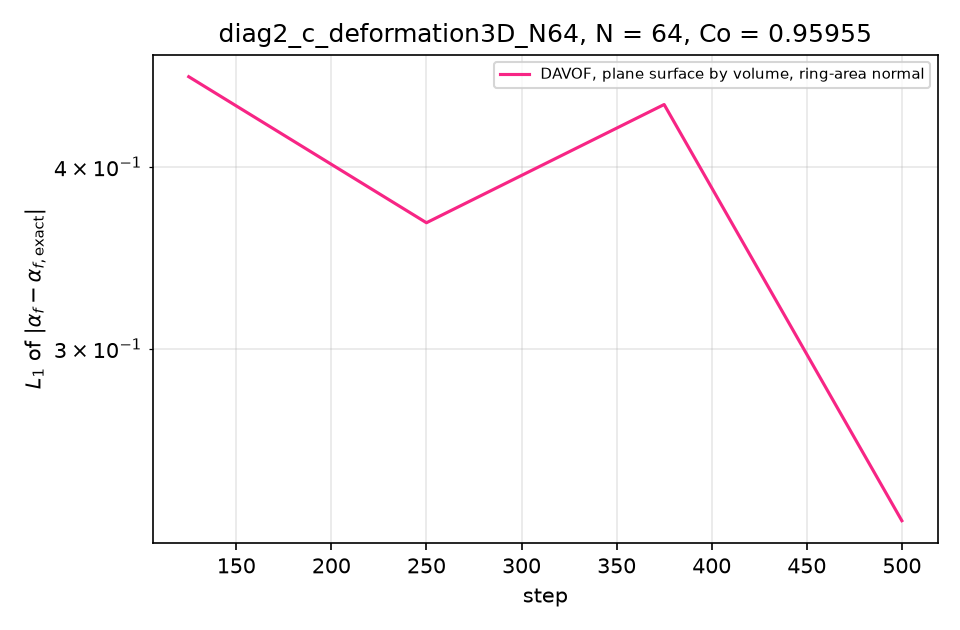 diag2_c_deformation3D_N64, N = 64, Co = 0.95955
DAVOF, plane surface by volume, ring-area normal
4 × 10⁻¹
3 × 10⁻¹
L₁ of |α_f − α_{f,exact}|
150 200 250 300 350 400 450 500
step